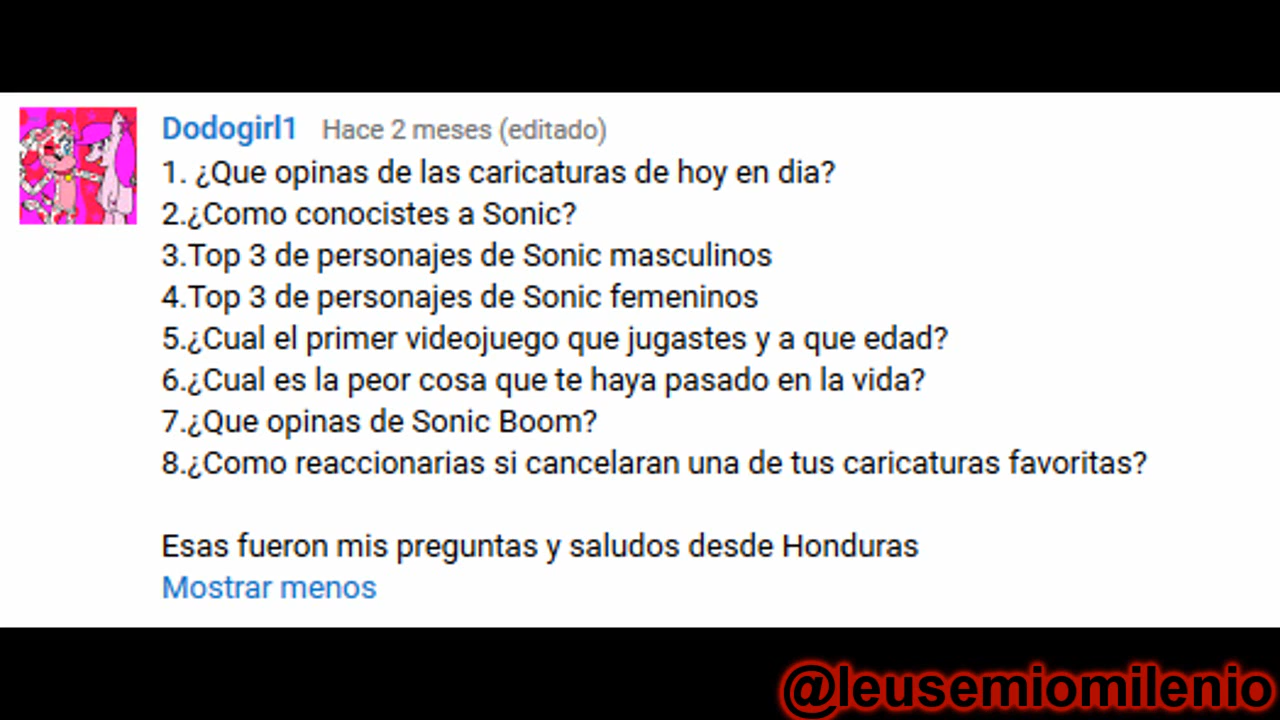 Dodogirl1 Hace 2 meses (editado)
1. ¿Que opinas de las caricaturas de hoy en dia?
2.¿Como conocistes a Sonic?
3.Top 3 de personajes de Sonic masculinos
4.Top 3 de personajes de Sonic femeninos
5.¿Cual el primer videojuego que jugastes y a que edad?
6.¿Cual es la peor cosa que te haya pasado en la vida?
7.¿Que opinas de Sonic Boom?
8.¿Como reaccionarias si cancelaran una de tus caricaturas favoritas?
Esas fueron mis preguntas y saludos desde Honduras
Mostrar menos
@leusemiomilenio